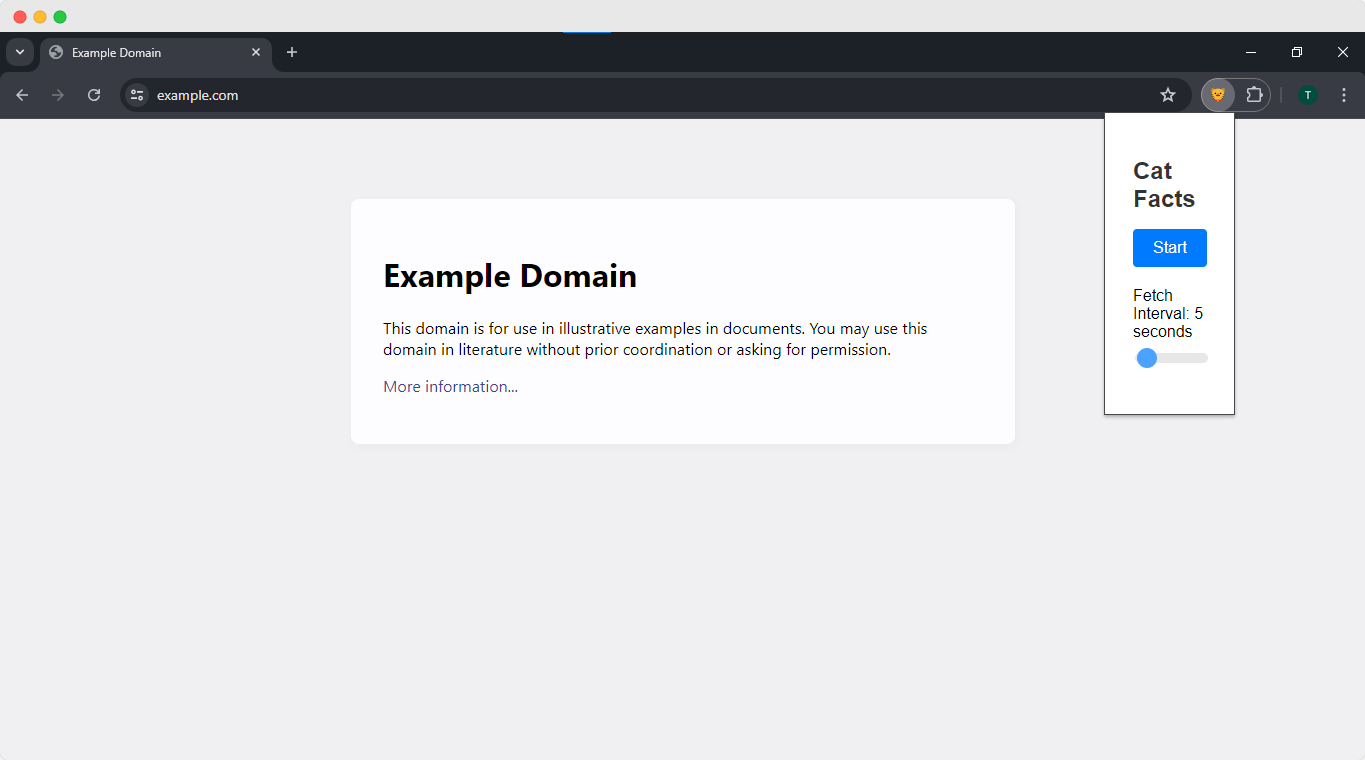 Example Domain
example.com
T
Cat
Facts
Start
Fetch
Interval: 5
seconds
Example Domain
This domain is for use in illustrative examples in documents. You may use this
domain in literature without prior coordination or asking for permission.
More information...